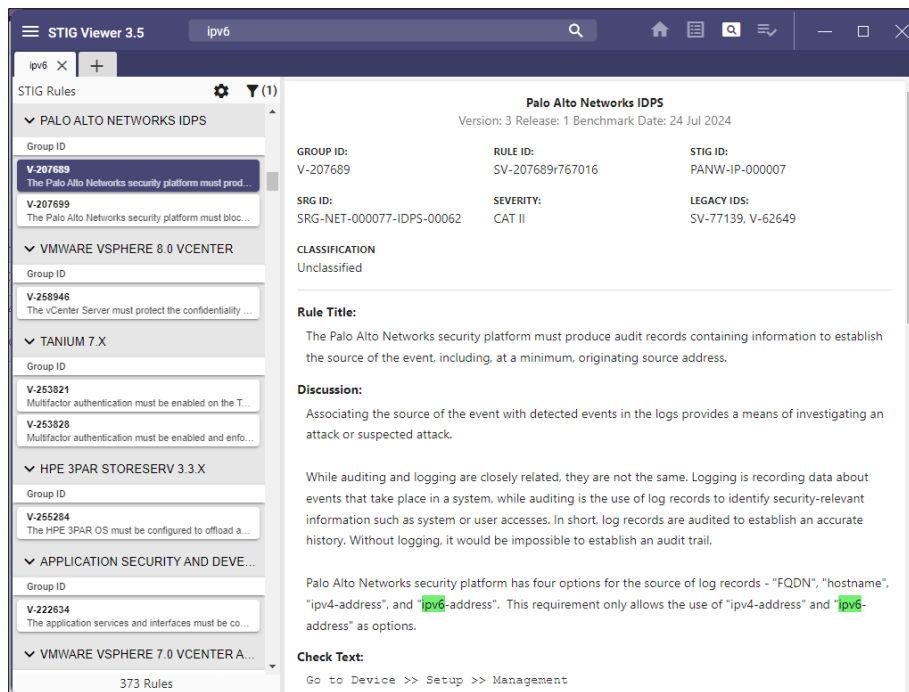 STIG Viewer 3.5
ipv6
ipv6
STIG Rules
(1)
PALO ALTO NETWORKS IDPS
Group ID
V-207689
The Palo Alto Networks security platform must prod...
V-207699
The Palo Alto Networks security platform must bloc...
VMWARE VSPHERE 8.0 VCENTER
Group ID
V-258946
The vCenter Server must protect the confidentiality ...
TANIUM 7.X
Group ID
V-253821
Multifactor authentication must be enabled on the T...
V-253828
Multifactor authentication must be enabled and enfo...
HPE 3PAR STORESERV 3.3.X
Group ID
V-255284
The HPE 3PAR OS must be configured to offload a...
APPLICATION SECURITY AND DEVE...
Group ID
V-222634
The application services and interfaces must be co...
VMWARE VSPHERE 7.0 VCENTER A...
373 Rules
Palo Alto Networks IDPS
Version: 3 Release: 1 Benchmark Date: 24 Jul 2024
GROUP ID: RULE ID: STIG ID:
V-207689 SV-207689r767016 PANW-IP-000007
SRG ID: SEVERITY: LEGACY IDS:
SRG-NET-000077-IDPS-00062 CAT II SV-77139, V-62649
CLASSIFICATION
Unclassified
Rule Title:
The Palo Alto Networks security platform must produce audit records containing information to establish
the source of the event, including, at a minimum, originating source address.
Discussion:
Associating the source of the event with detected events in the logs provides a means of investigating an
attack or suspected attack.
While auditing and logging are closely related, they are not the same. Logging is recording data about
events that take place in a system, while auditing is the use of log records to identify security-relevant
information such as system or user accesses. In short, log records are audited to establish an accurate
history. Without logging, it would be impossible to establish an audit trail.
Palo Alto Networks security platform has four options for the source of log records - "FQDN", "hostname",
"ipv4-address", and "ipv6-address". This requirement only allows the use of "ipv4-address" and "ipv6-
address" as options.
Check Text:
Go to Device >> Setup >> Management